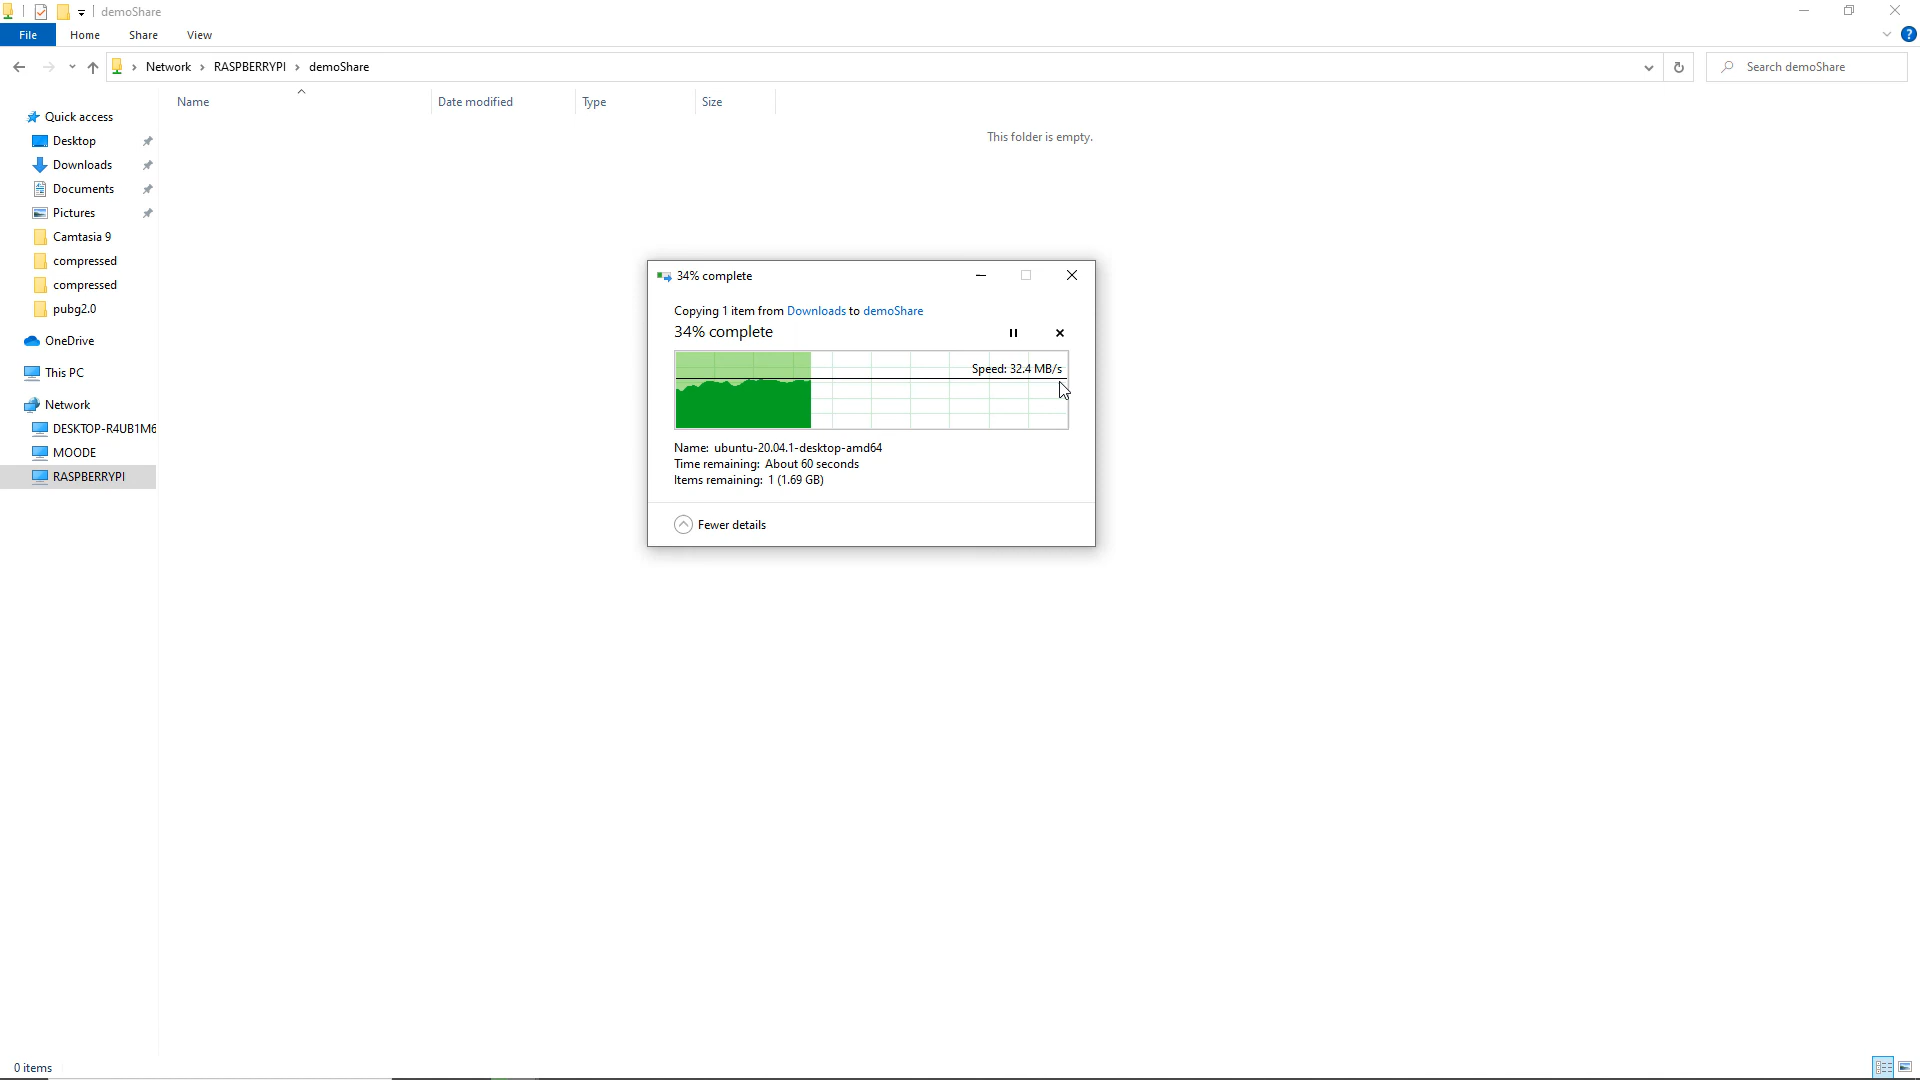 demoShare
File Home Share View
Network RASPBERRYPI demoShare
Search demoShare
Name Date modified Type Size
This folder is empty.
Quick access
Desktop
Downloads
Documents
Pictures
Camtasia 9
compressed
compressed
pubg2.0
OneDrive
This PC
Network
DESKTOP-R4UB1M6
MOODE
RASPBERRYPI
34% complete
Copying 1 item from Downloads to demoShare
34% complete
Speed: 32.4 MB/s
Name: ubuntu-20.04.1-desktop-amd64
Time remaining: About 60 seconds
Items remaining: 1 (1.69 GB)
Fewer details
0 items